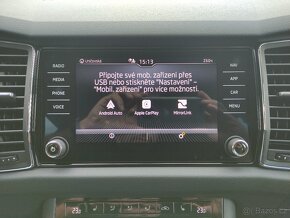 15:13
RADIO
MEDIA
PHONE
VOICE
NAV
APP
CAR
MENU
Připojte své mob. zařízení přes
USB nebo stiskněte "Nastavení" -
"Mobil. zařízení" pro více možností.
Android Auto
Apple CarPlay
MirrorLink